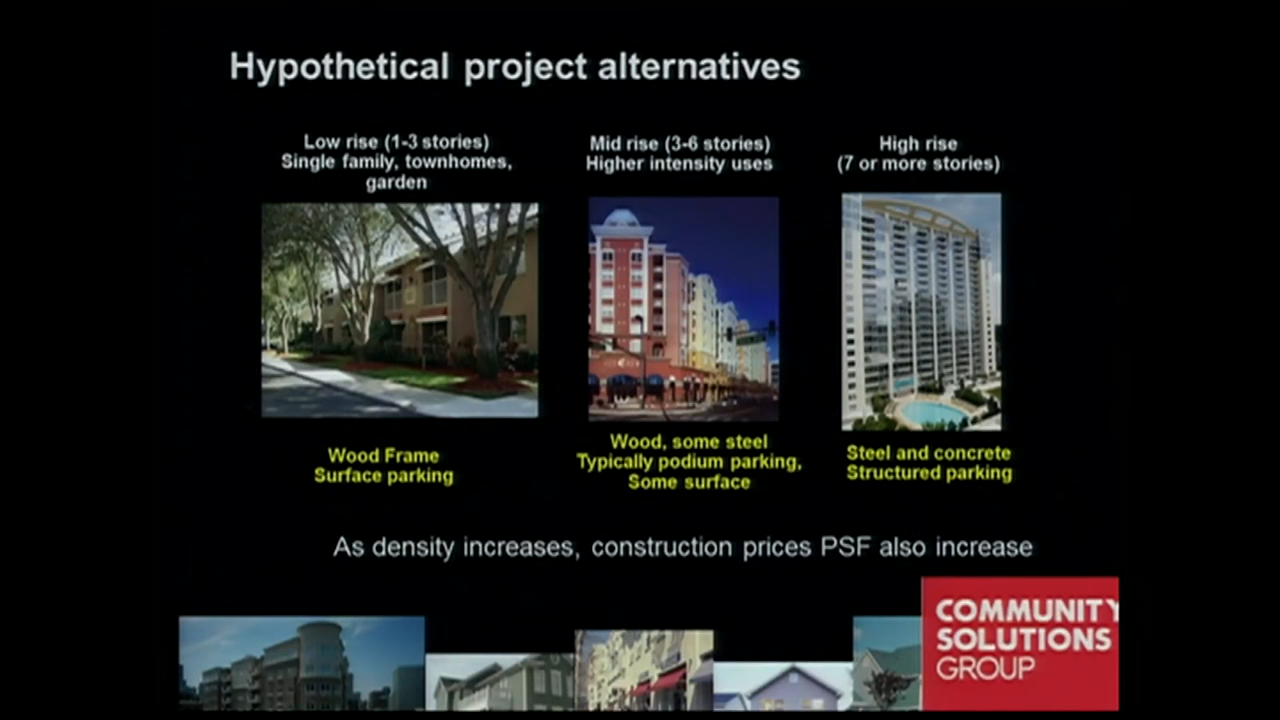 Hypothetical project alternatives
Low rise (1-3 stories)
Single family, townhomes,
garden
Mid rise (3-6 stories)
Higher intensity uses
High rise
(7 or more stories)
Wood Frame
Surface parking
Wood, some steel
Typically podium parking,
Some surface
Steel and concrete
Structured parking
As density increases, construction prices PSF also increase
COMMUNITY
SOLUTIONS
GROUP